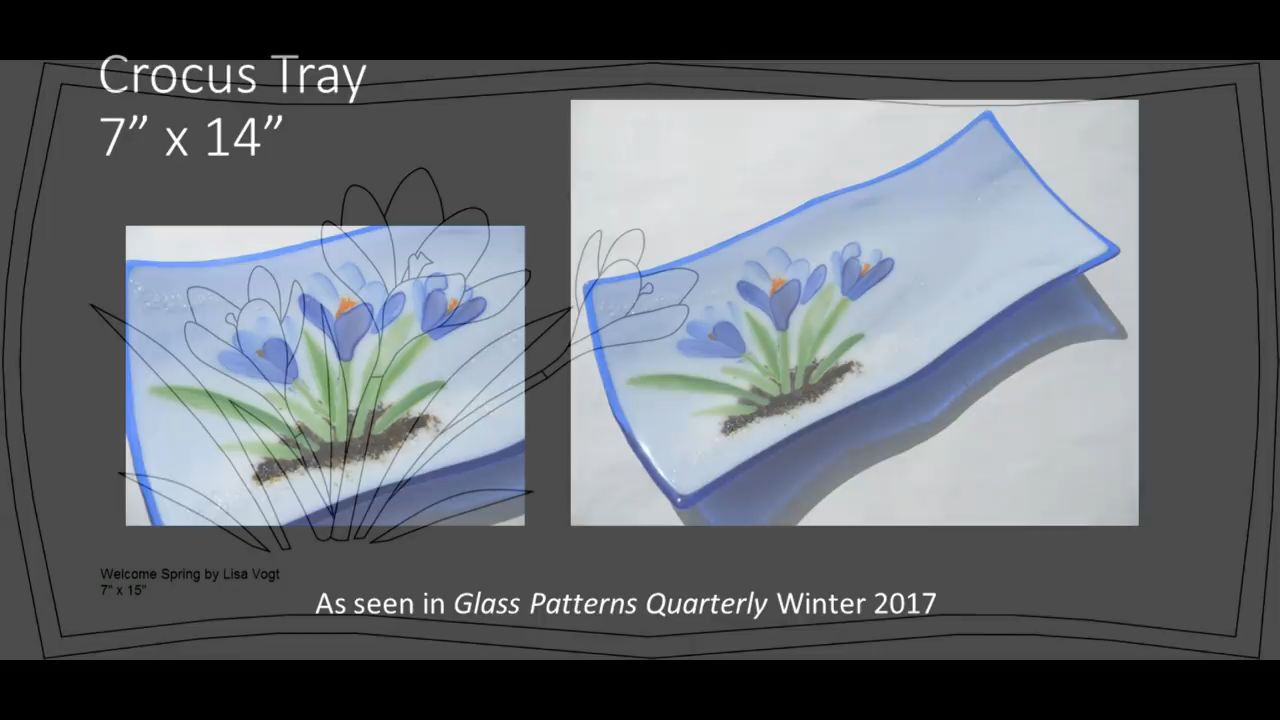 Crocus Tray
7” x 14”
Welcome Spring by Lisa Vogt
7" x 15"
As seen in Glass Patterns Quarterly Winter 2017